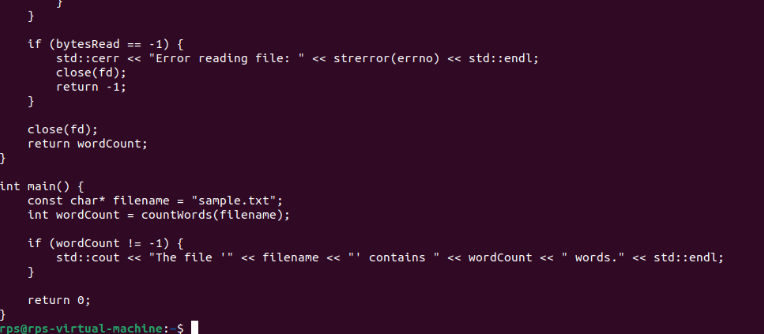 }
    }

    if (bytesRead == -1) {
        std::cerr << "Error reading file: " << strerror(errno) << std::endl;
        close(fd);
        return -1;
    }

    close(fd);
    return wordCount;
}

int main() {
    const char* filename = "sample.txt";
    int wordCount = countWords(filename);

    if (wordCount != -1) {
        std::cout << "The file '" << filename << "' contains " << wordCount << " words." << std::endl;
    }

    return 0;
}
rps@rps-virtual-machine:~$